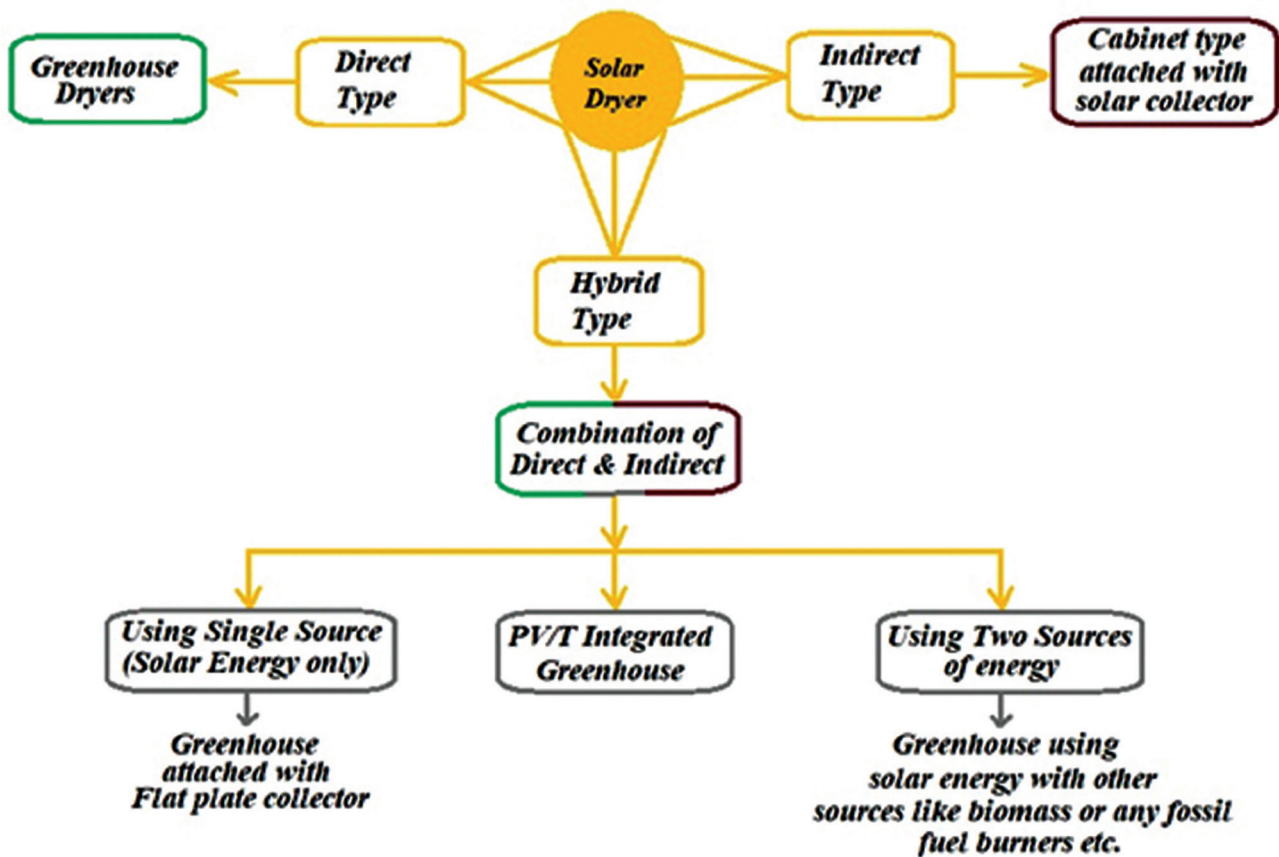 Greenhouse
Dryers
Direct
Type
Solar
Dryer
Indirect
Type
Cabinet type
attached with
solar collector
Hybrid
Type
Combination of
Direct & Indirect
Using Single Source
(Solar Energy only)
PV/T Integrated
Greenhouse
Using Two Sources
of energy
Greenhouse
attached with
Flat plate collector
Greenhouse using
solar energy with other
sources like biomass or any fossil
fuel burners etc.